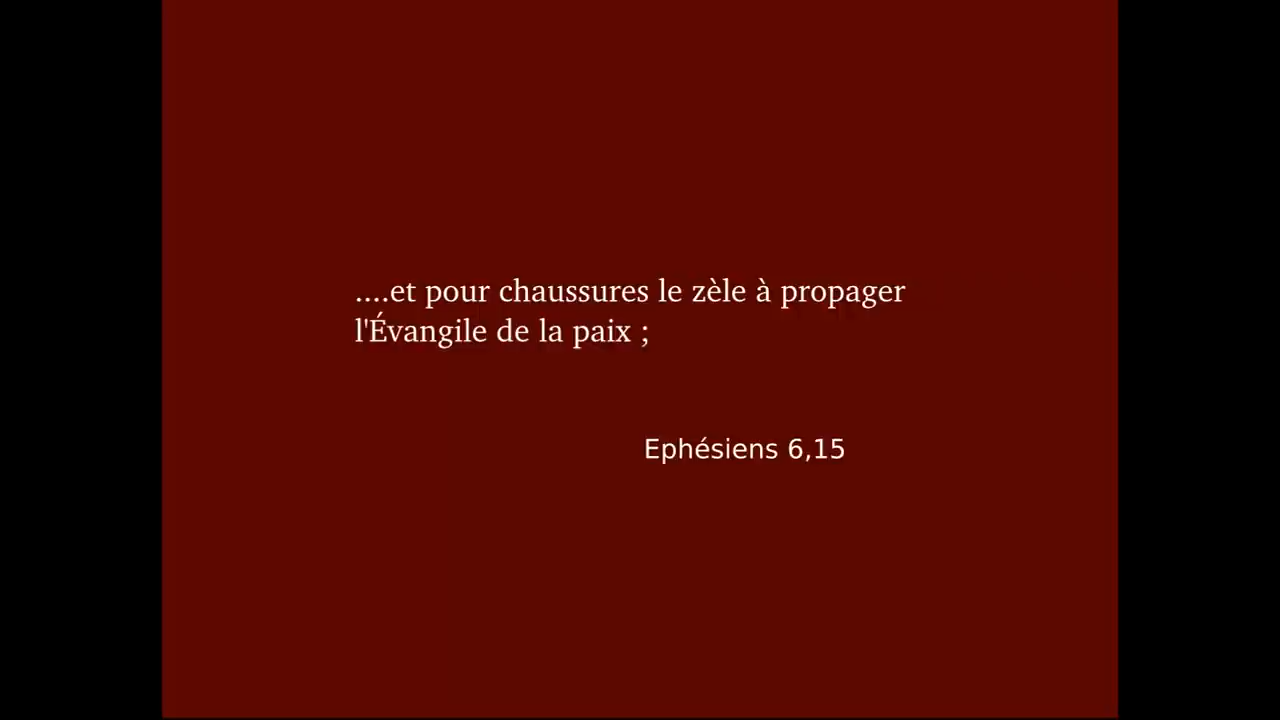 ....et pour chaussures le zèle à propager
l'Évangile de la paix ;
Ephésiens 6,15